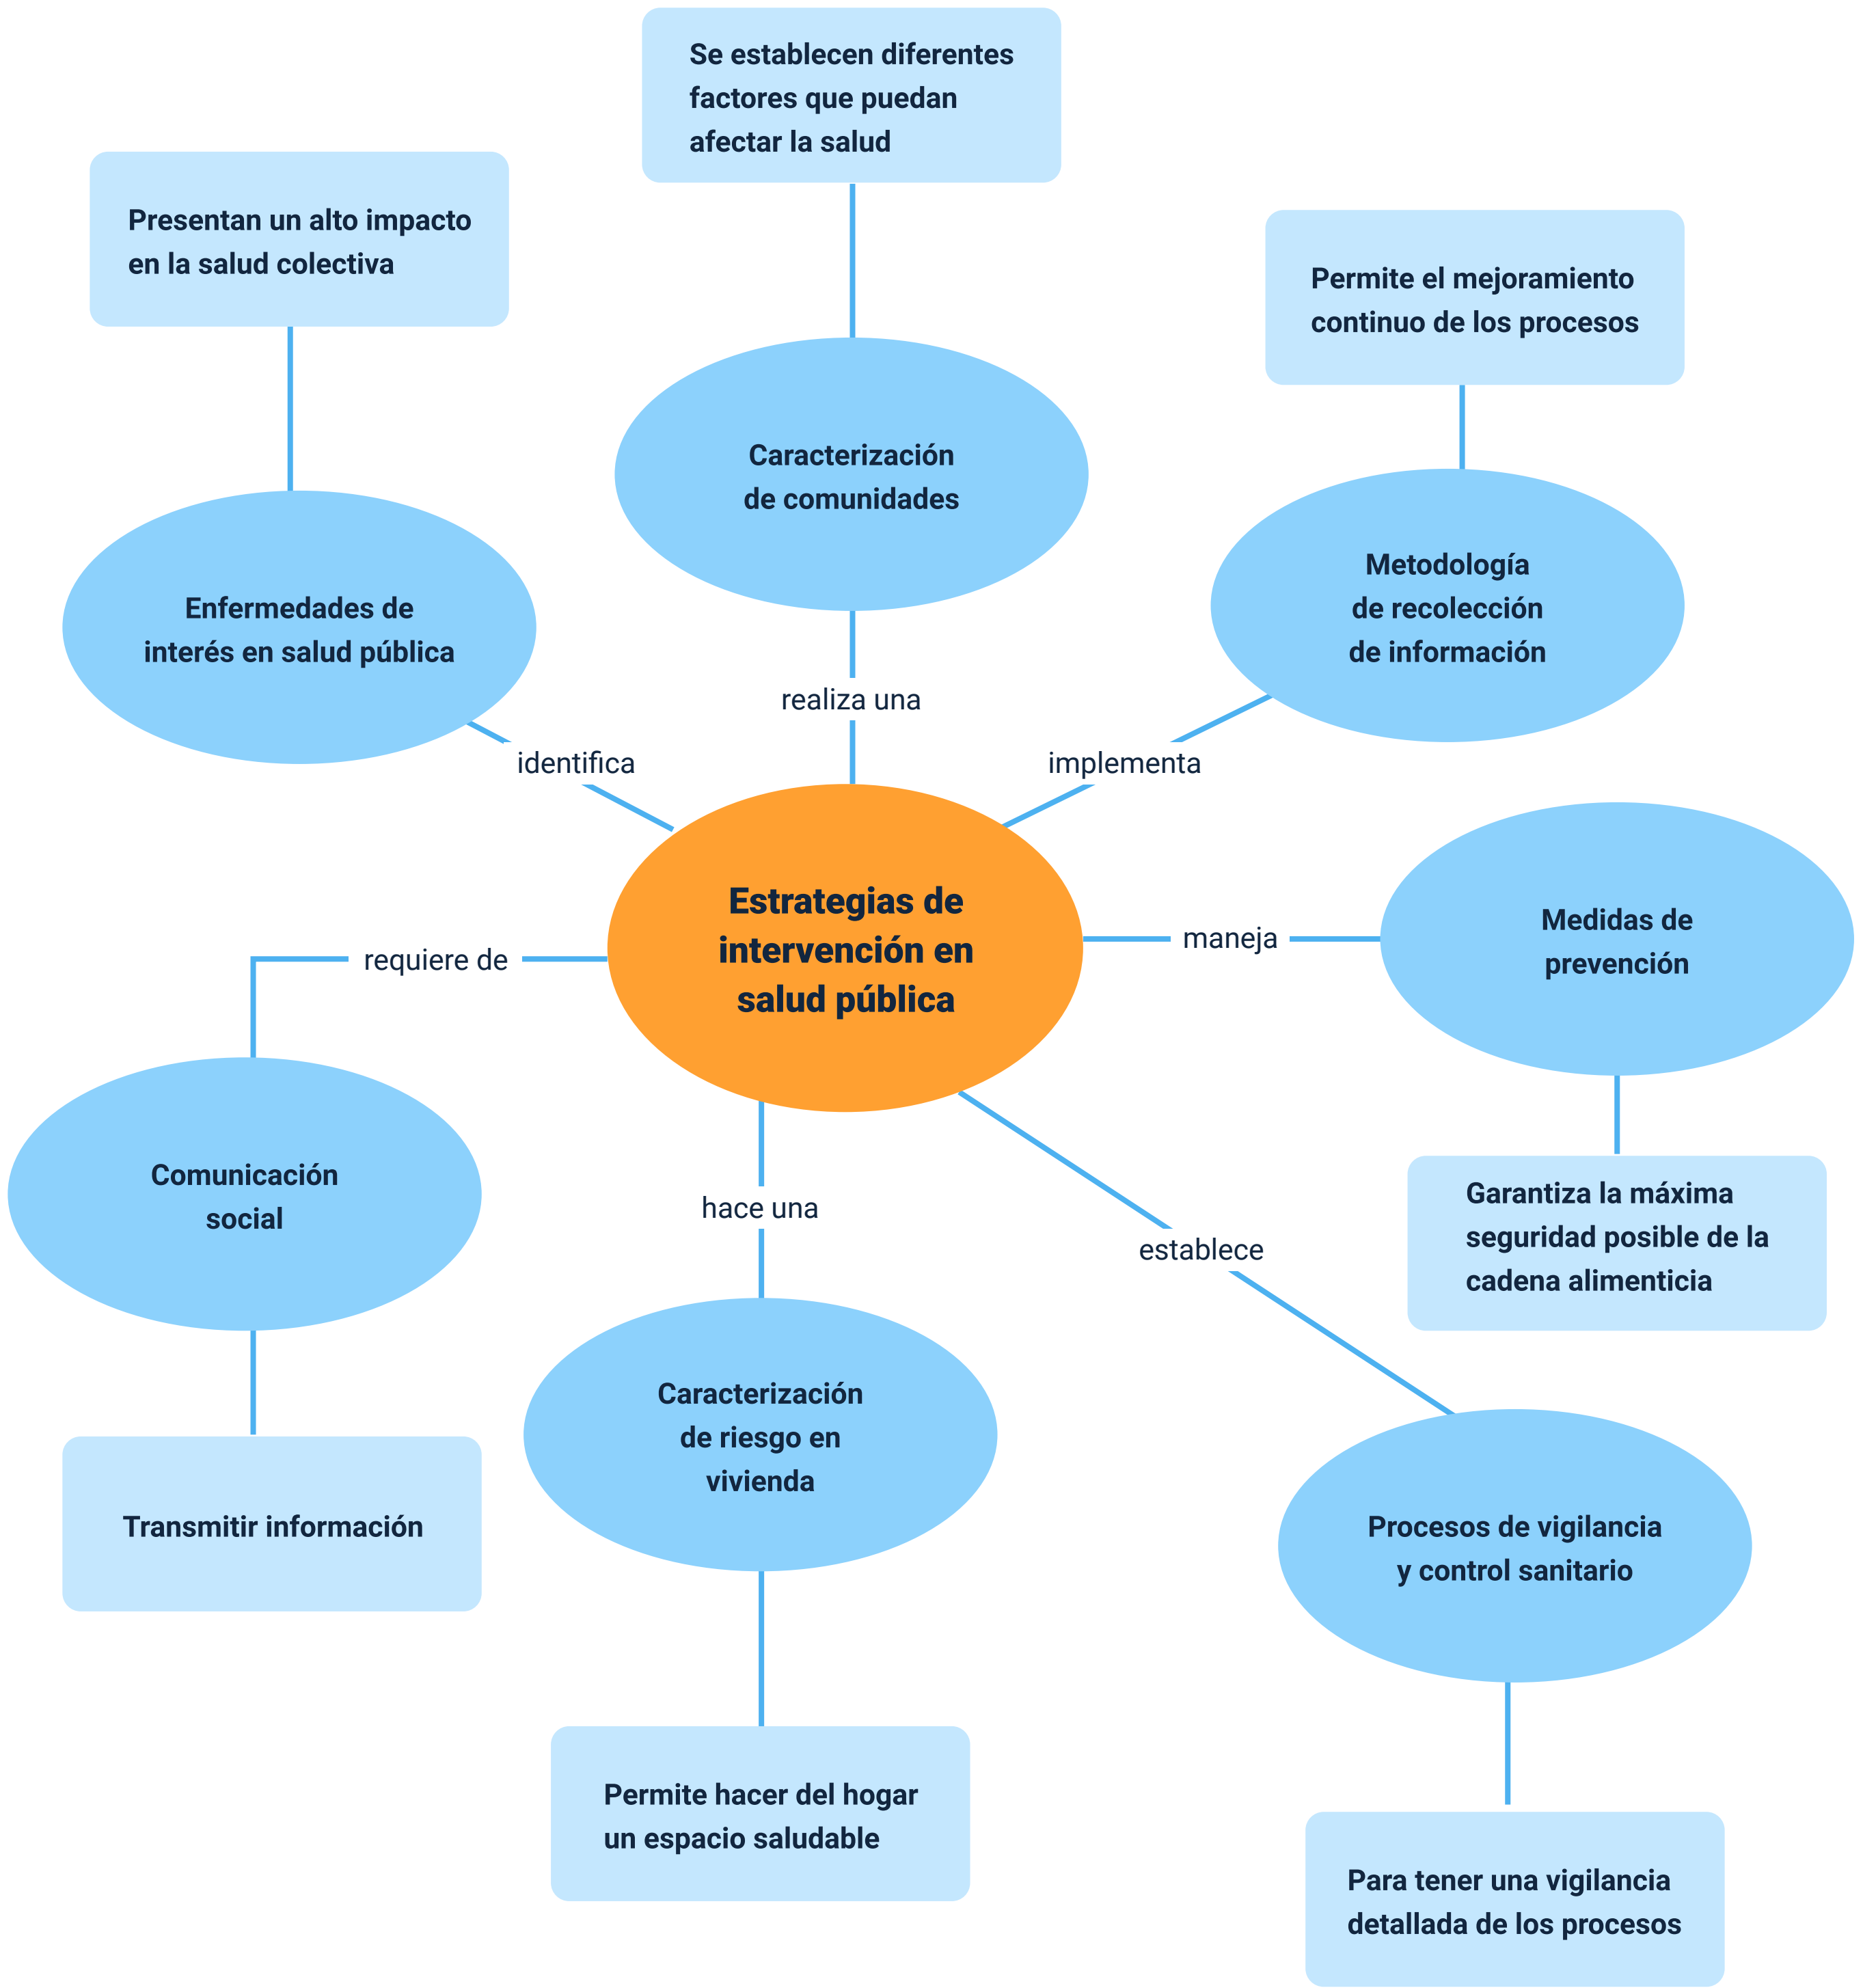 Se establecen diferentes
factores que puedan
afectar la salud
Presentan un alto impacto
en la salud colectiva
Permite el mejoramiento
continuo de los procesos
Caracterización
de comunidades
Metodología
de recolección
de información
Enfermedades de
interés en salud pública
realiza una
identifica
implementa
Estrategias de
intervención en
salud pública
maneja
Medidas de
prevención
requiere de
Comunicación
social
hace una
establece
Garantiza la máxima
seguridad posible de la
cadena alimenticia
Caracterización
de riesgo en
vivienda
Transmitir información
Procesos de vigilancia
y control sanitario
Permite hacer del hogar
un espacio saludable
Para tener una vigilancia
detallada de los procesos